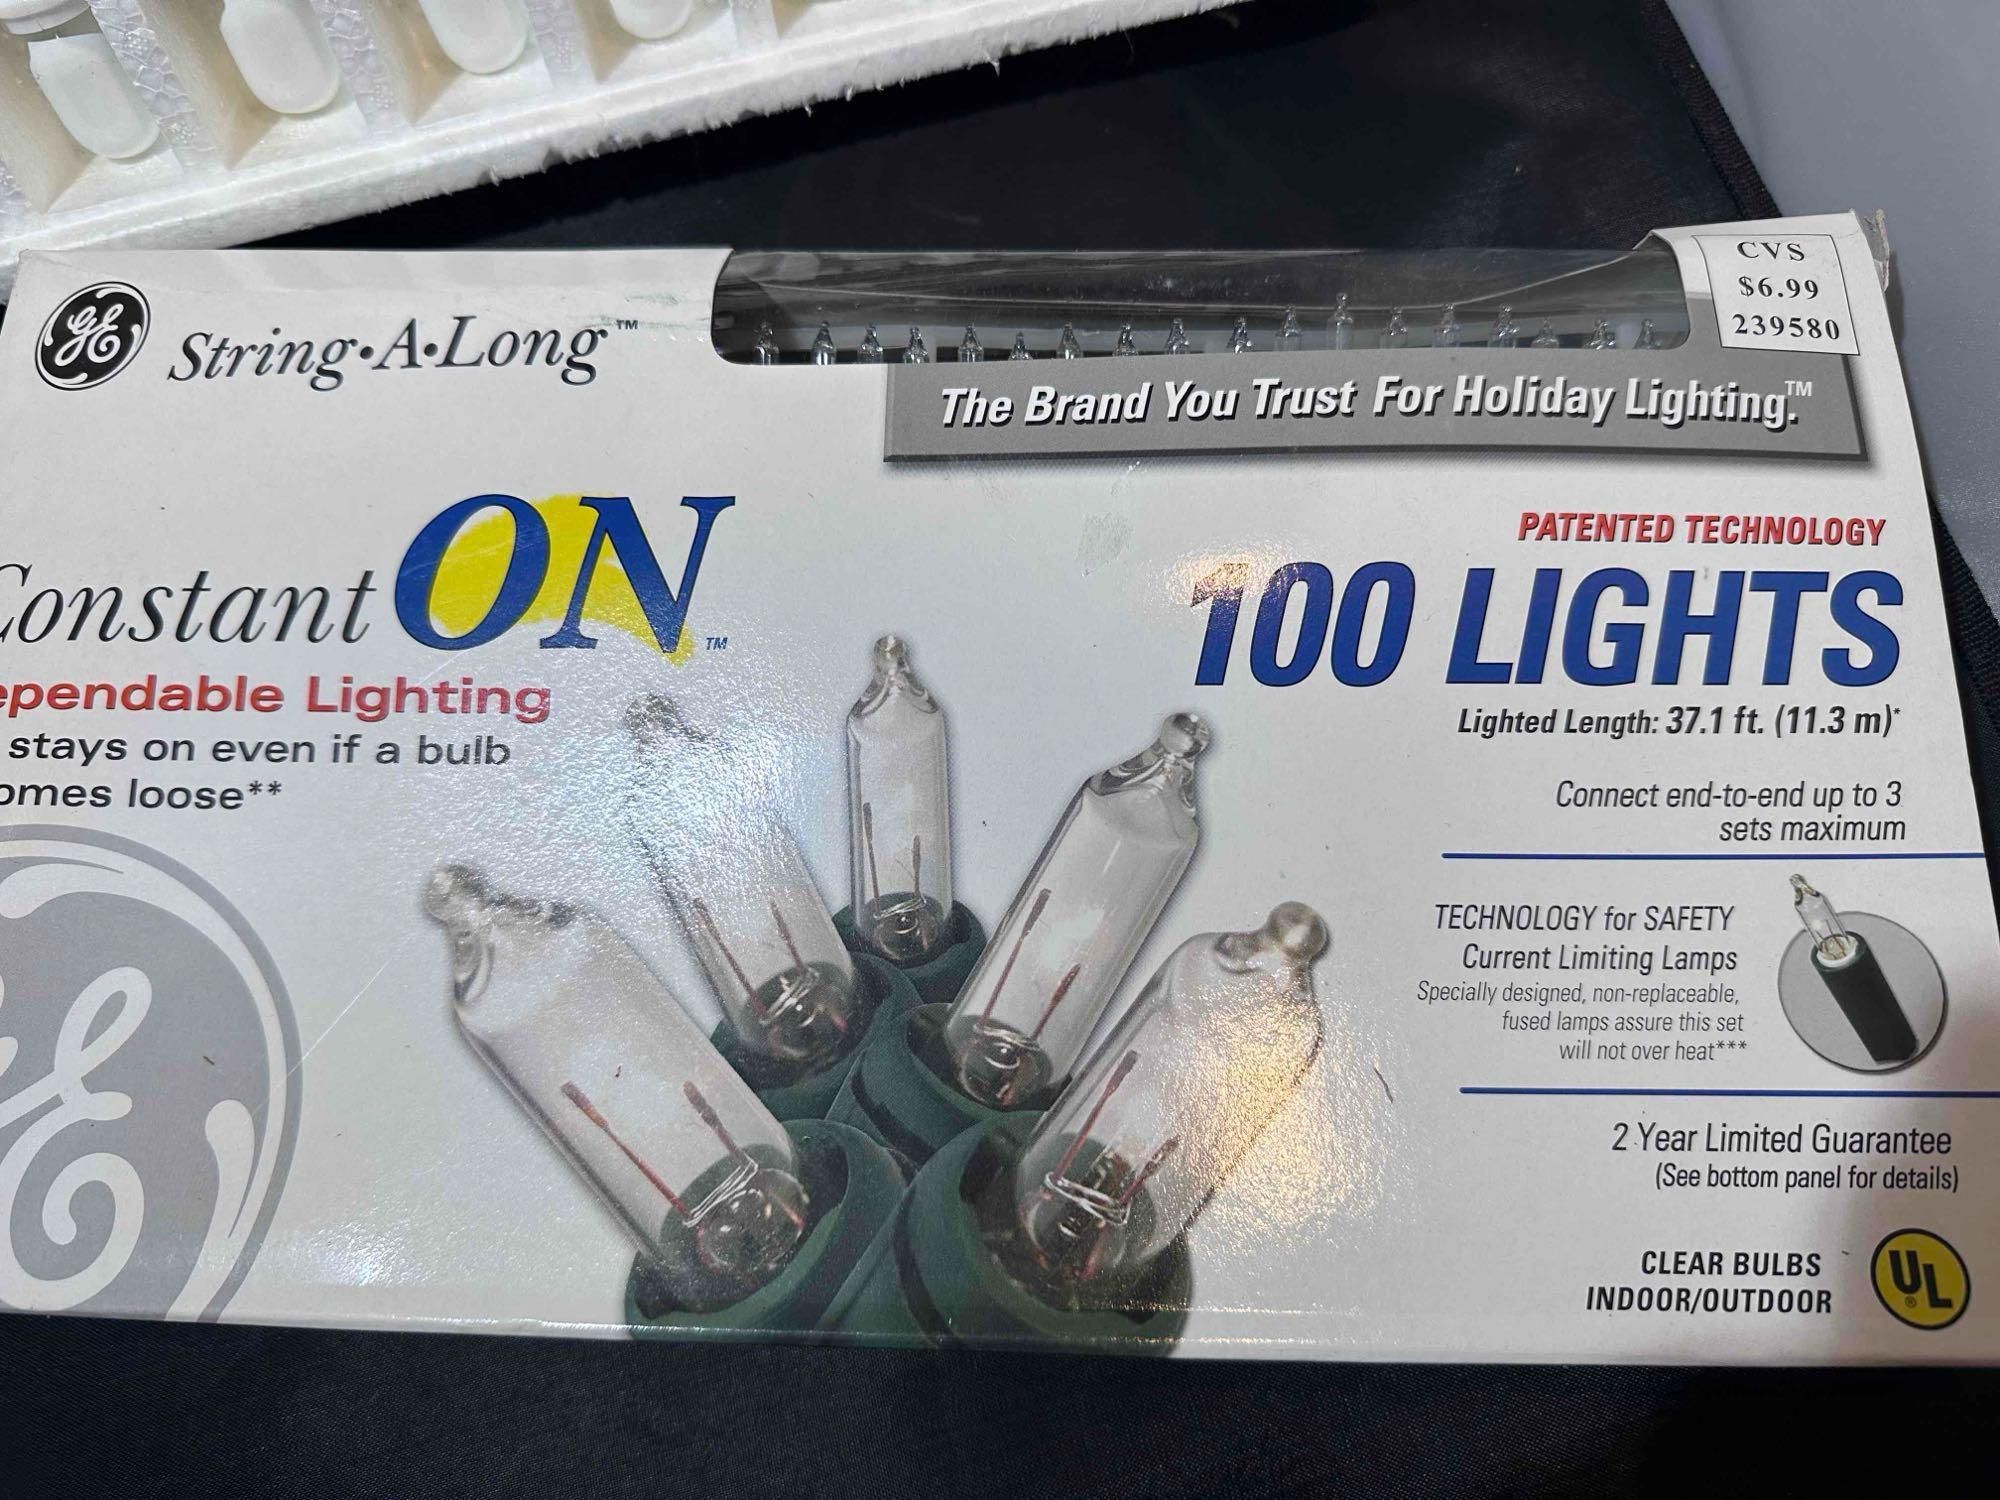 CVS
$6.99
239580
GE String•A•Long™
The Brand You Trust For Holiday Lighting.™
Constant ON™
Lighting
stays on even if a bulb
loose**
PATENTED TECHNOLOGY
100 LIGHTS
Lighted Length: 37.1 ft. (11.3 m)*
Connect end-to-end up to 3
sets maximum
TECHNOLOGY for SAFETY
Current Limiting Lamps
Specially designed, non-replaceable,
fused lamps assure this set
will not over heat***
2 Year Limited Guarantee
(See bottom panel for details)
CLEAR BULBS
INDOOR/OUTDOOR
UL®
GE